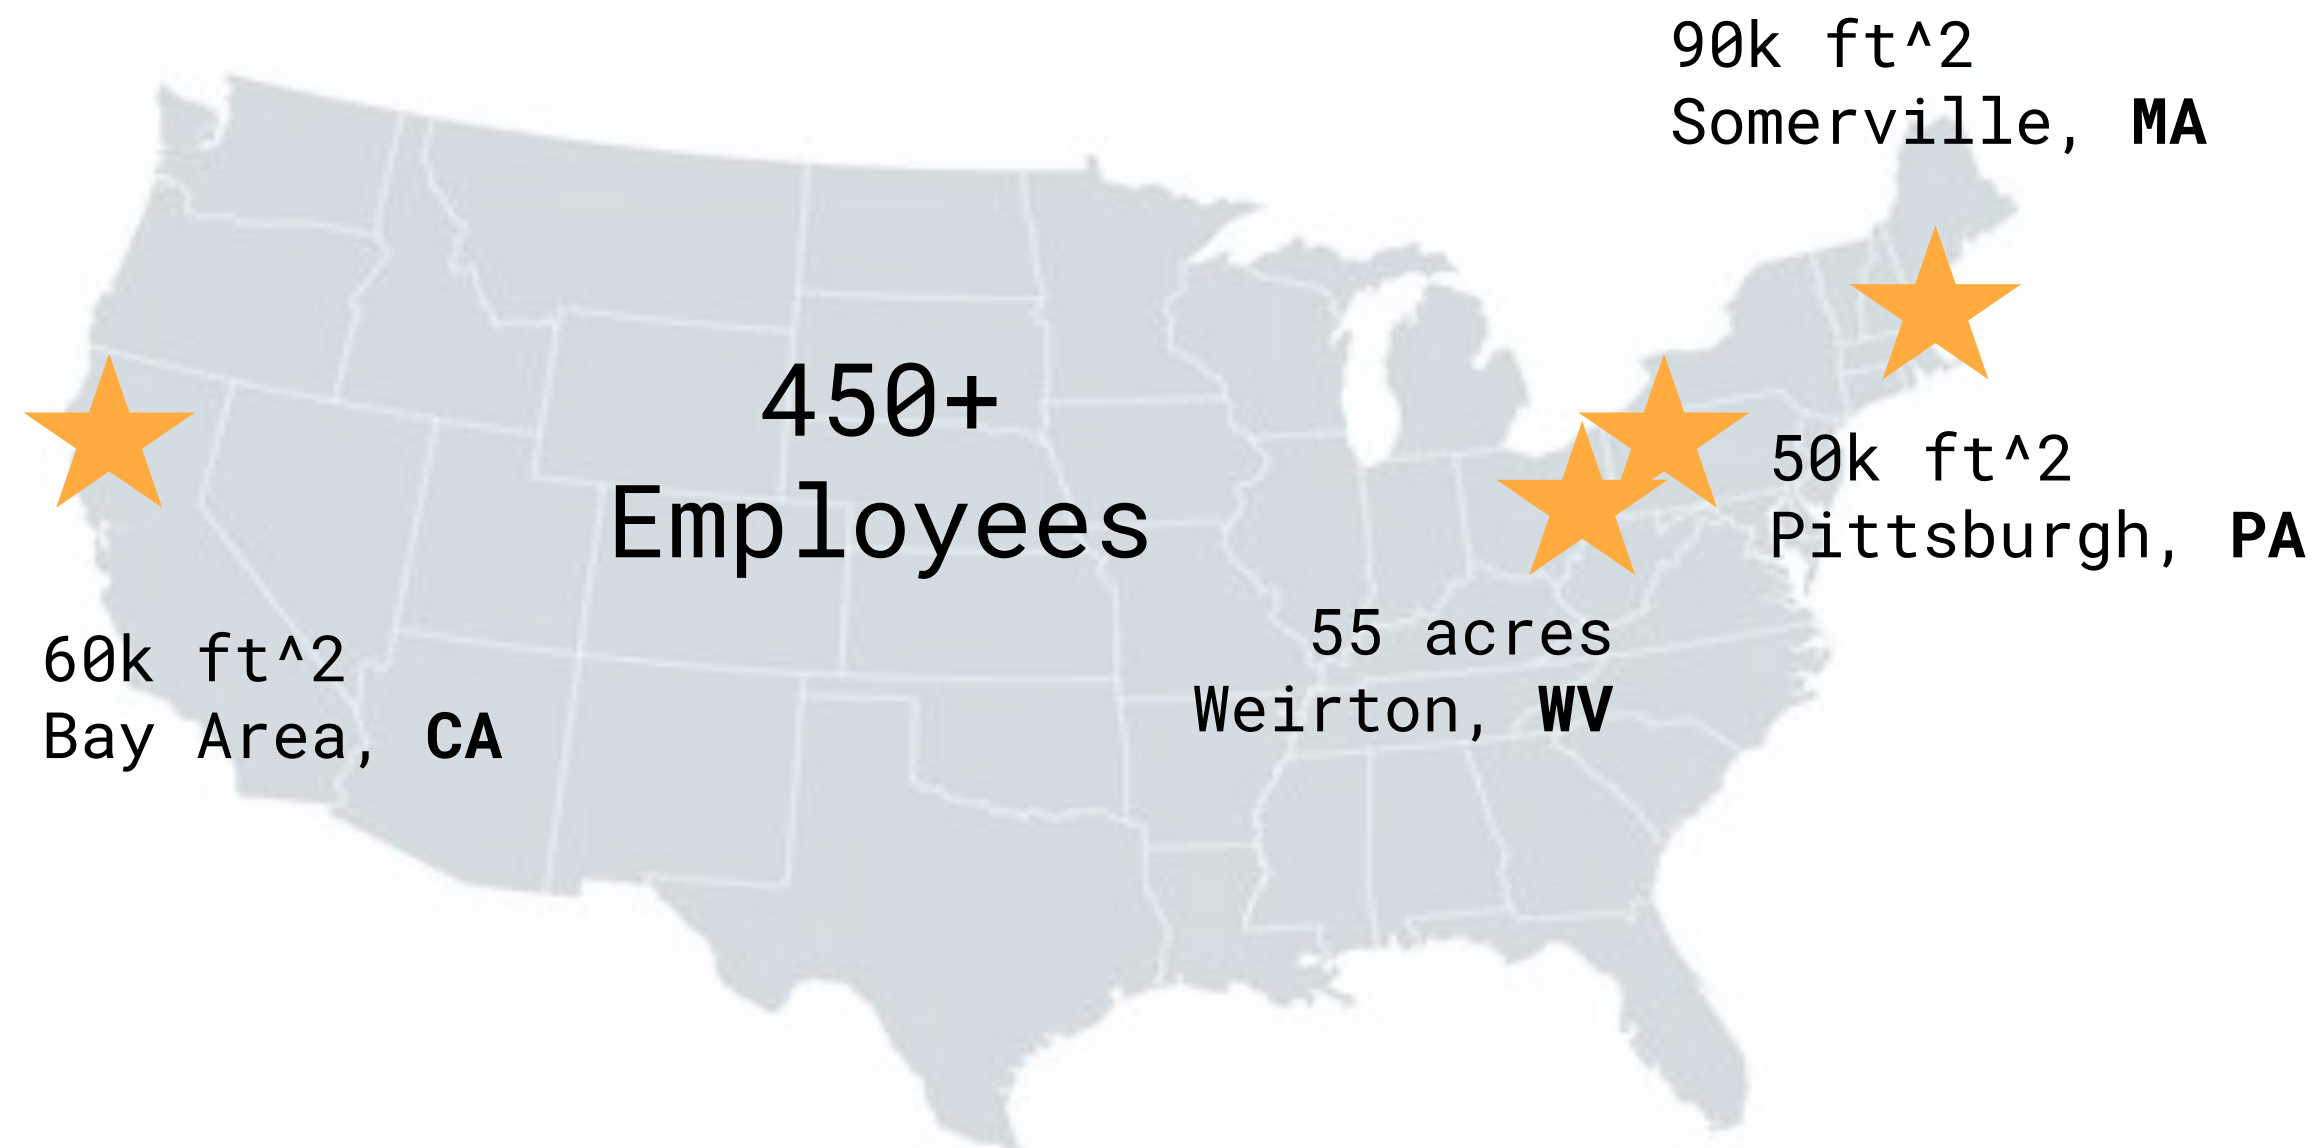 90k ft^2
Somerville, MA
450+
Employees
50k ft^2
Pittsburgh, PA
55 acres
Weirton, WV
60k ft^2
Bay Area, CA